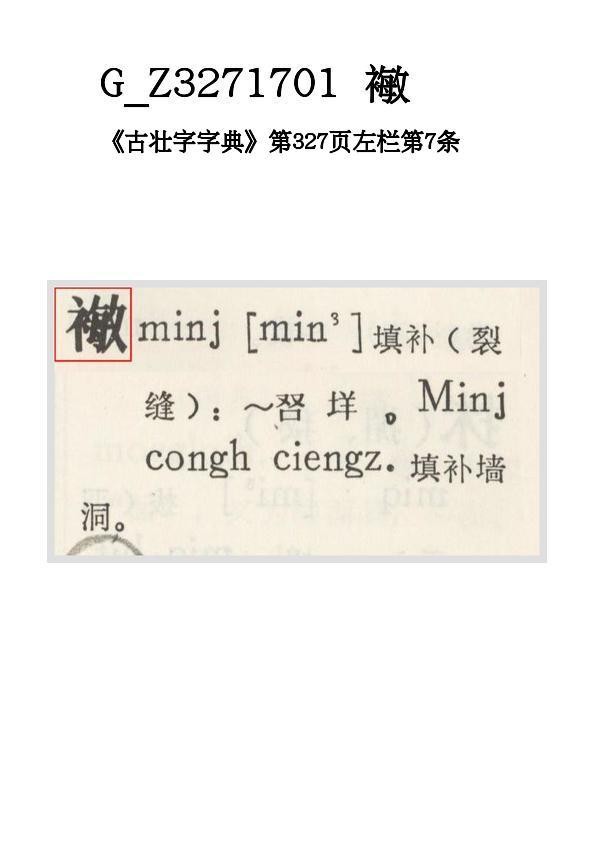 G_Z3271701
《古壮字字典》第327页左栏第7条
minj [min³]填补（裂
缝）：～ 垟。Minj
congh ciengz. 填补墙
洞。